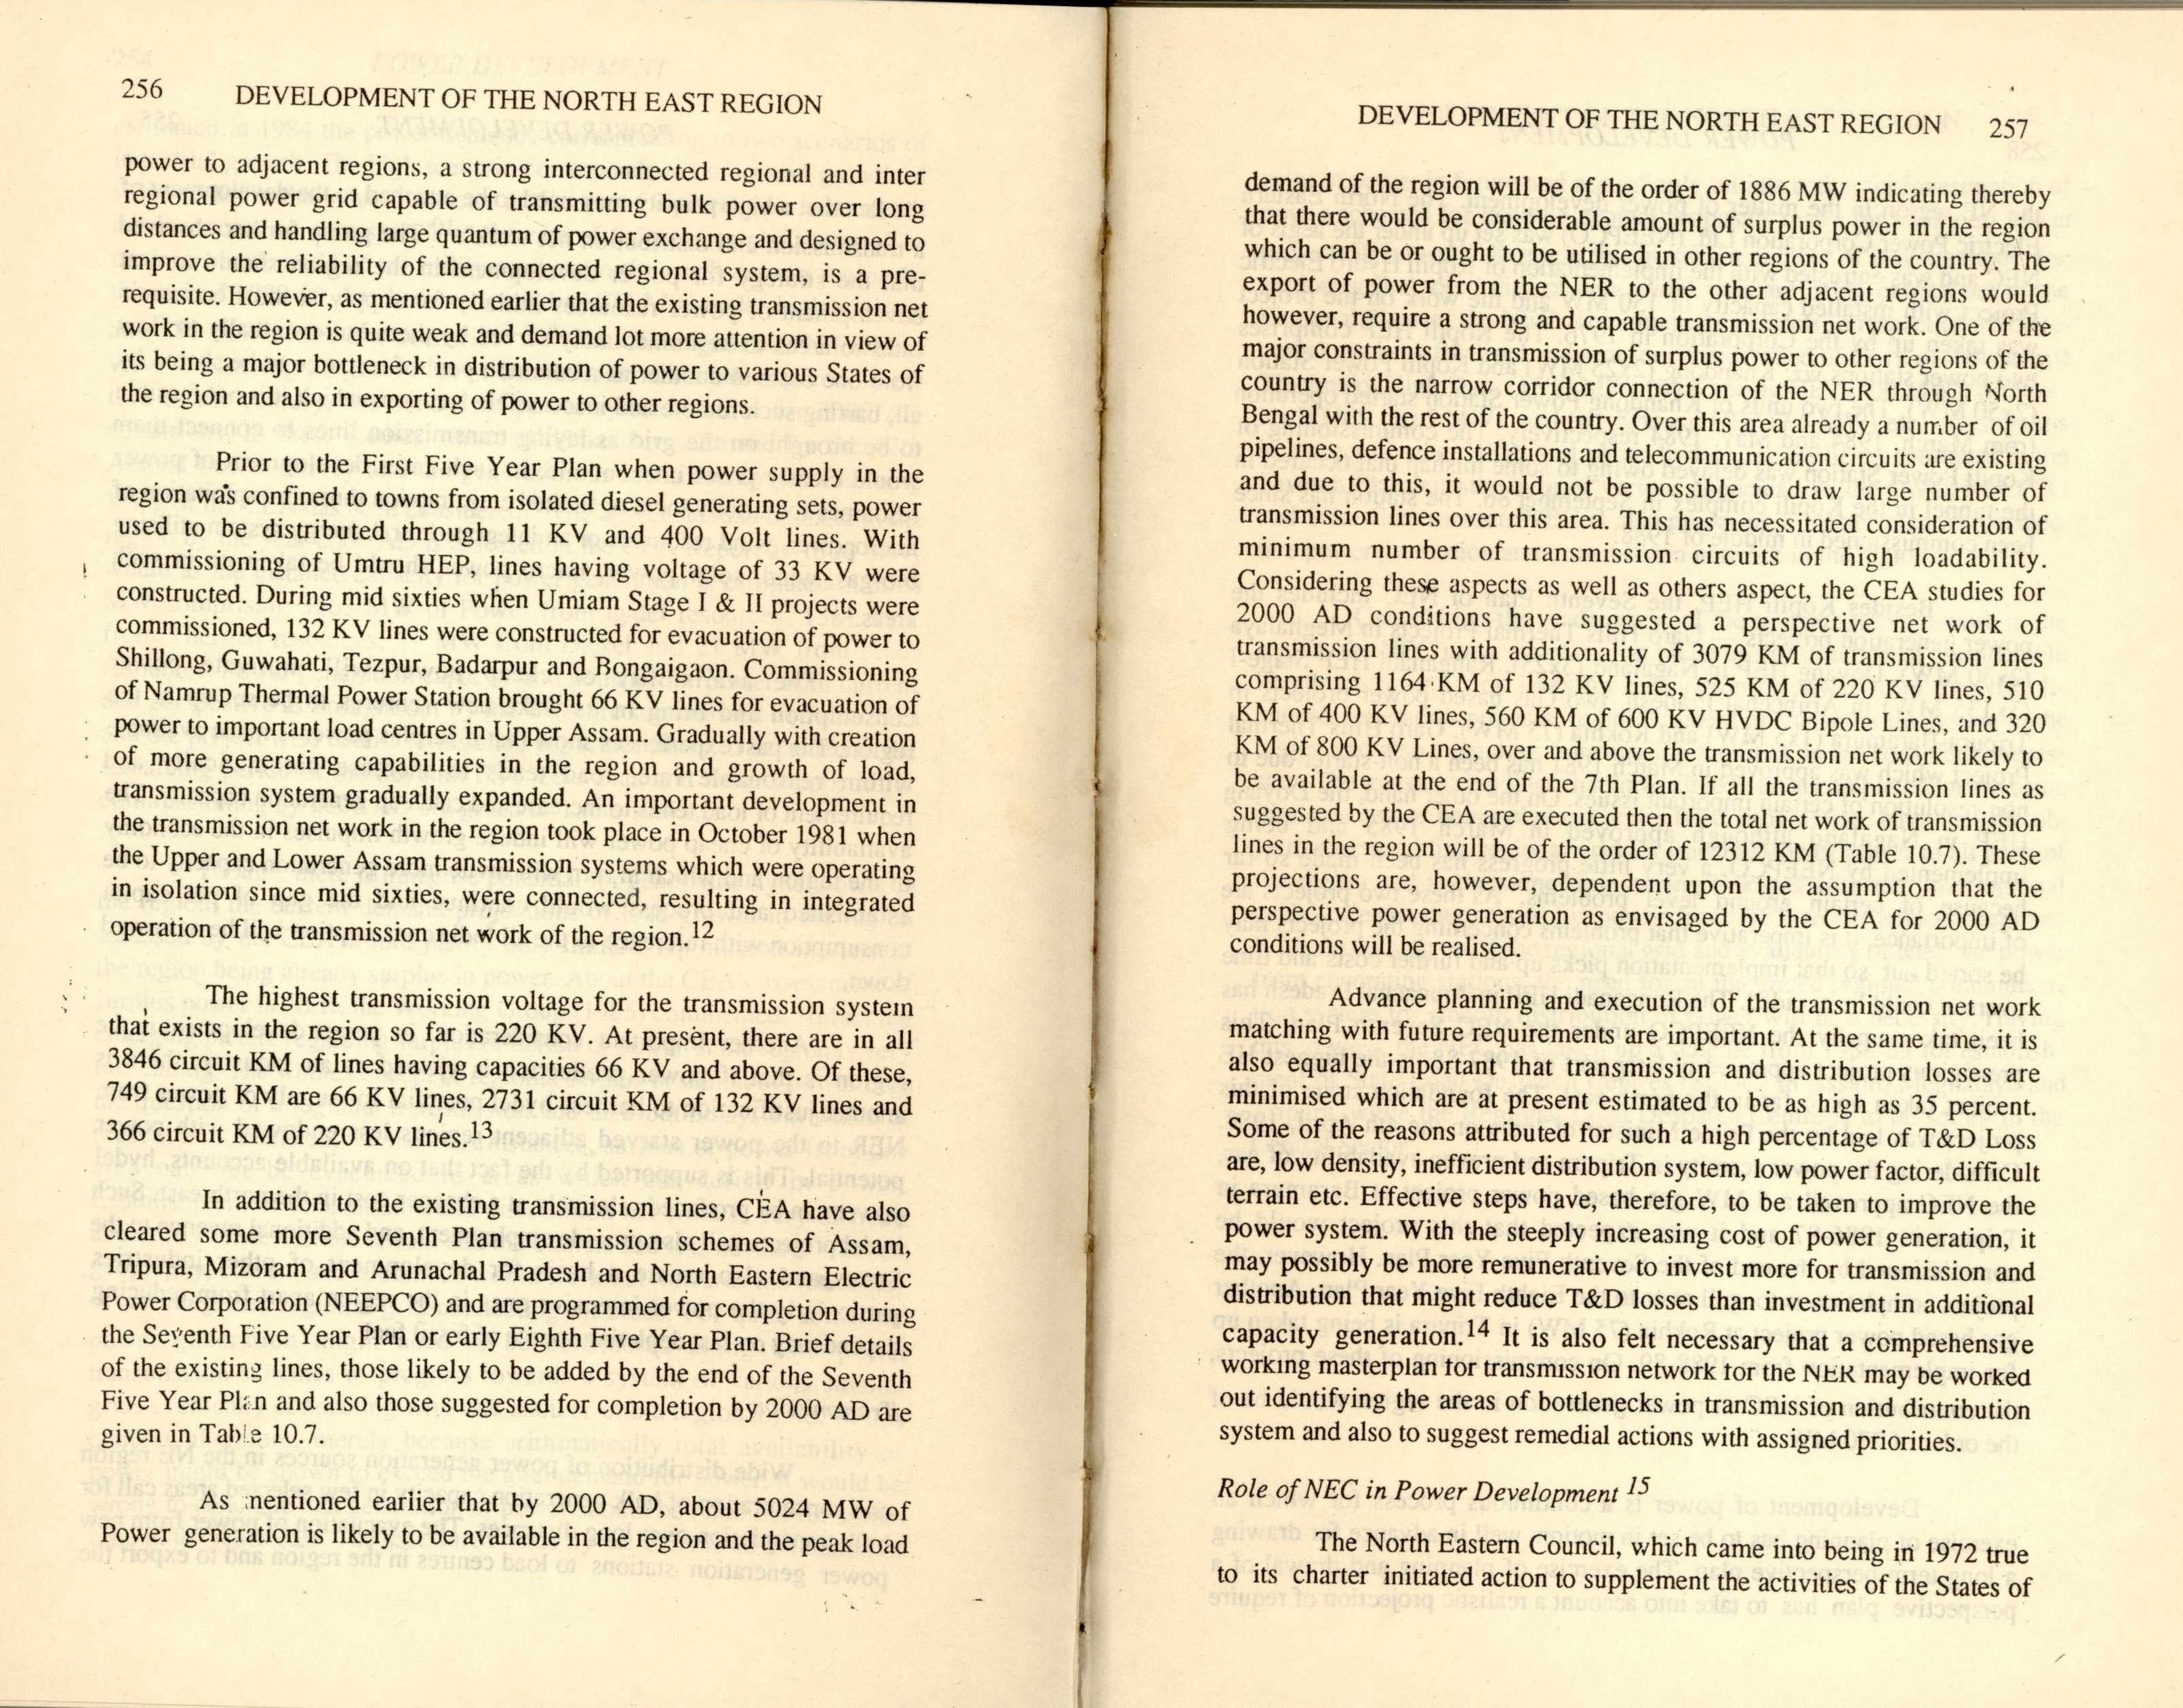 256 DEVELOPMENT OF THE NORTH EAST REGION
power to adjacent regions, a strong interconnected regional and inter
regional power grid capable of transmitting bulk power over long
distances and handling large quantum of power exchange and designed to
improve the reliability of the connected regional system, is a pre-
requisite. However, as mentioned earlier that the existing transmission net
work in the region is quite weak and demand lot more attention in view of
its being a major bottleneck in distribution of power to various States of
the region and also in exporting of power to other regions.
Prior to the First Five Year Plan when power supply in the
region was confined to towns from isolated diesel generating sets, power
used to be distributed through 11 KV and 400 Volt lines. With
commissioning of Umtru HEP, lines having voltage of 33 KV were
constructed. During mid sixties when Umiam Stage I & II projects were
commissioned, 132 KV lines were constructed for evacuation of power to
Shillong, Guwahati, Tezpur, Badarpur and Bongaigaon. Commissioning
of Namrup Thermal Power Station brought 66 KV lines for evacuation of
power to important load centres in Upper Assam. Gradually with creation
of more generating capabilities in the region and growth of load,
transmission system gradually expanded. An important development in
the transmission net work in the region took place in October 1981 when
the Upper and Lower Assam transmission systems which were operating
in isolation since mid sixties, were connected, resulting in integrated
operation of the transmission net work of the region.12
The highest transmission voltage for the transmission system
that exists in the region so far is 220 KV. At present, there are in all
3846 circuit KM of lines having capacities 66 KV and above. Of these,
749 circuit KM are 66 KV lines, 2731 circuit KM of 132 KV lines and
366 circuit KM of 220 KV lines.13
In addition to the existing transmission lines, CEA have also
cleared some more Seventh Plan transmission schemes of Assam,
Tripura, Mizoram and Arunachal Pradesh and North Eastern Electric
Power Corporation (NEEPCO) and are programmed for completion during
the Seventh Five Year Plan or early Eighth Five Year Plan. Brief details
of the existing lines, those likely to be added by the end of the Seventh
Five Year Plan and also those suggested for completion by 2000 AD are
given in Table 10.7.
As mentioned earlier that by 2000 AD, about 5024 MW of
Power generation is likely to be available in the region and the peak load
DEVELOPMENT OF THE NORTH EAST REGION 257
demand of the region will be of the order of 1886 MW indicating thereby
that there would be considerable amount of surplus power in the region
which can be or ought to be utilised in other regions of the country. The
export of power from the NER to the other adjacent regions would
however, require a strong and capable transmission net work. One of the
major constraints in transmission of surplus power to other regions of the
country is the narrow corridor connection of the NER through North
Bengal with the rest of the country. Over this area already a number of oil
pipelines, defence installations and telecommunication circuits are existing
and due to this, it would not be possible to draw large number of
transmission lines over this area. This has necessitated consideration of
minimum number of transmission circuits of high loadability.
Considering these aspects as well as others aspect, the CEA studies for
2000 AD conditions have suggested a perspective net work of
transmission lines with additionality of 3079 KM of transmission lines
comprising 1164 KM of 132 KV lines, 525 KM of 220 KV lines, 510
KM of 400 KV lines, 560 KM of 600 KV HVDC Bipole Lines, and 320
KM of 800 KV Lines, over and above the transmission net work likely to
be available at the end of the 7th Plan. If all the transmission lines as
suggested by the CEA are executed then the total net work of transmission
lines in the region will be of the order of 12312 KM (Table 10.7). These
projections are, however, dependent upon the assumption that the
perspective power generation as envisaged by the CEA for 2000 AD
conditions will be realised.
Advance planning and execution of the transmission net work
matching with future requirements are important. At the same time, it is
also equally important that transmission and distribution losses are
minimised which are at present estimated to be as high as 35 percent.
Some of the reasons attributed for such a high percentage of T&D Loss
are, low density, inefficient distribution system, low power factor, difficult
terrain etc. Effective steps have, therefore, to be taken to improve the
power system. With the steeply increasing cost of power generation, it
may possibly be more remunerative to invest more for transmission and
distribution that might reduce T&D losses than investment in additional
capacity generation.14 It is also felt necessary that a comprehensive
working masterplan for transmission network for the NER may be worked
out identifying the areas of bottlenecks in transmission and distribution
system and also to suggest remedial actions with assigned priorities.
Role of NEC in Power Development 15
The North Eastern Council, which came into being in 1972 true
to its charter initiated action to supplement the activities of the States of